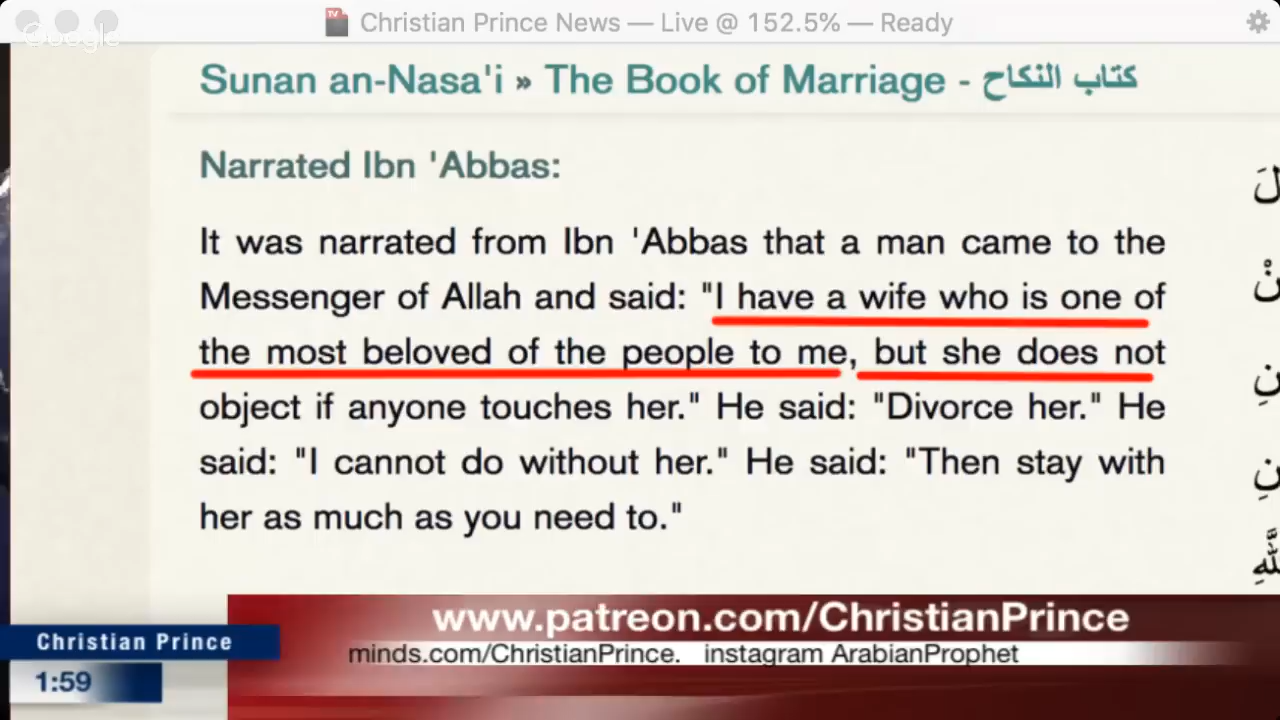 Christian Prince News — Live @ 152.5% — Ready
Google
Sunan an-Nasa'i » The Book of Marriage - كتاب النكاح
Narrated Ibn 'Abbas:
It was narrated from Ibn 'Abbas that a man came to the
Messenger of Allah and said: "I have a wife who is one of
the most beloved of the people to me, but she does not
object if anyone touches her." He said: "Divorce her." He
said: "I cannot do without her." He said: "Then stay with
her as much as you need to."
www.patreon.com/ChristianPrince
Christian Prince
minds.com/ChristianPrince. instagram ArabianProphet
1:59